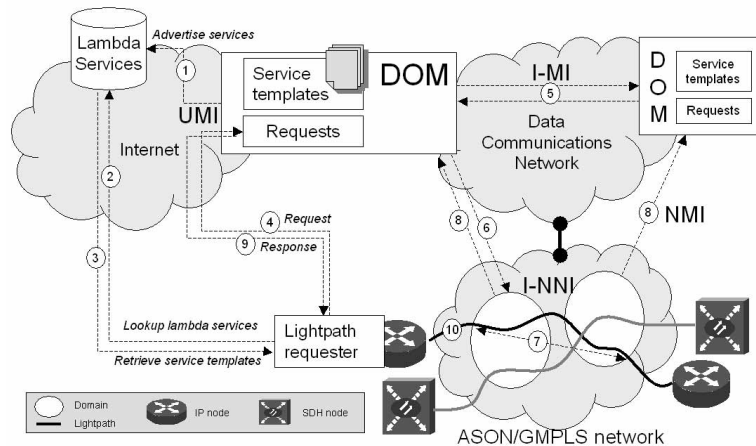 Lambda
Services
Advertise services
1
UMI
Service
templates
DOM
Requests
I-MI
5
Data
Communications
Network
D
O
M
Service
templates
Requests
Internet
2
3
4
Request
9
Response
8
6
8
NMI
I-NNI
Lookup lambda services
Retrieve service templates
Lightpath
requester
10
7
Domain
Lightpath
IP node
SDH node
ASON/GMPLS network